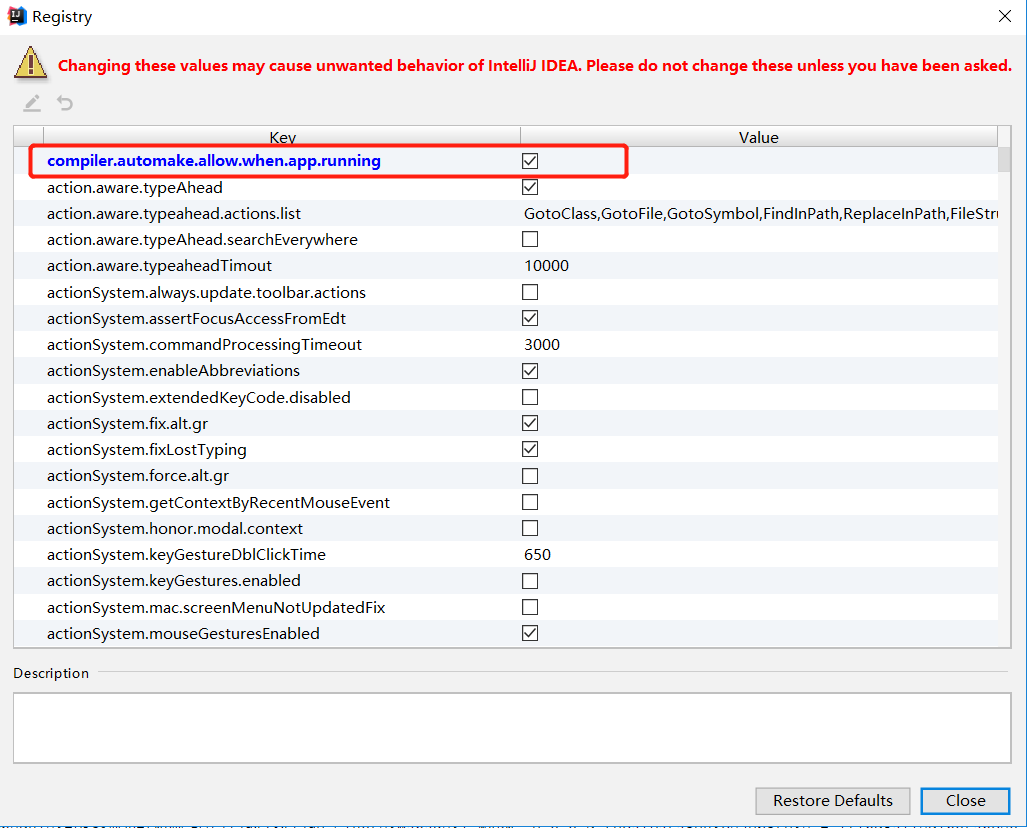 Registry
Changing these values may cause unwanted behavior of IntelliJ IDEA. Please do not change these unless you have been asked.
Key Value
compiler.automake.allow.when.app.running
action.aware.typeAhead
action.aware.typeahead.actions.list GotoClass,GotoFile,GotoSymbol,FindInPath,ReplaceInPath,FileStru
action.aware.typeAhead.searchEverywhere
action.aware.typeaheadTimout 10000
actionSystem.always.update.toolbar.actions
actionSystem.assertFocusAccessFromEdt
actionSystem.commandProcessingTimeout 3000
actionSystem.enableAbbreviations
actionSystem.extendedKeyCode.disabled
actionSystem.fix.alt.gr
actionSystem.fixLostTyping
actionSystem.force.alt.gr
actionSystem.getContextByRecentMouseEvent
actionSystem.honor.modal.context
actionSystem.keyGestureDblClickTime 650
actionSystem.keyGestures.enabled
actionSystem.mac.screenMenuNotUpdatedFix
actionSystem.mouseGesturesEnabled
Description
Restore Defaults Close